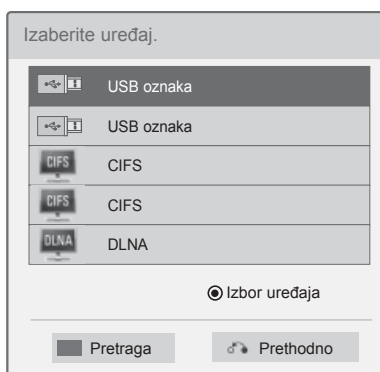 Izaberite uređaj.
USB oznaka
USB oznaka
CIFS CIFS
CIFS CIFS
DLNA DLNA
Izbor uređaja
Pretraga Prethodno